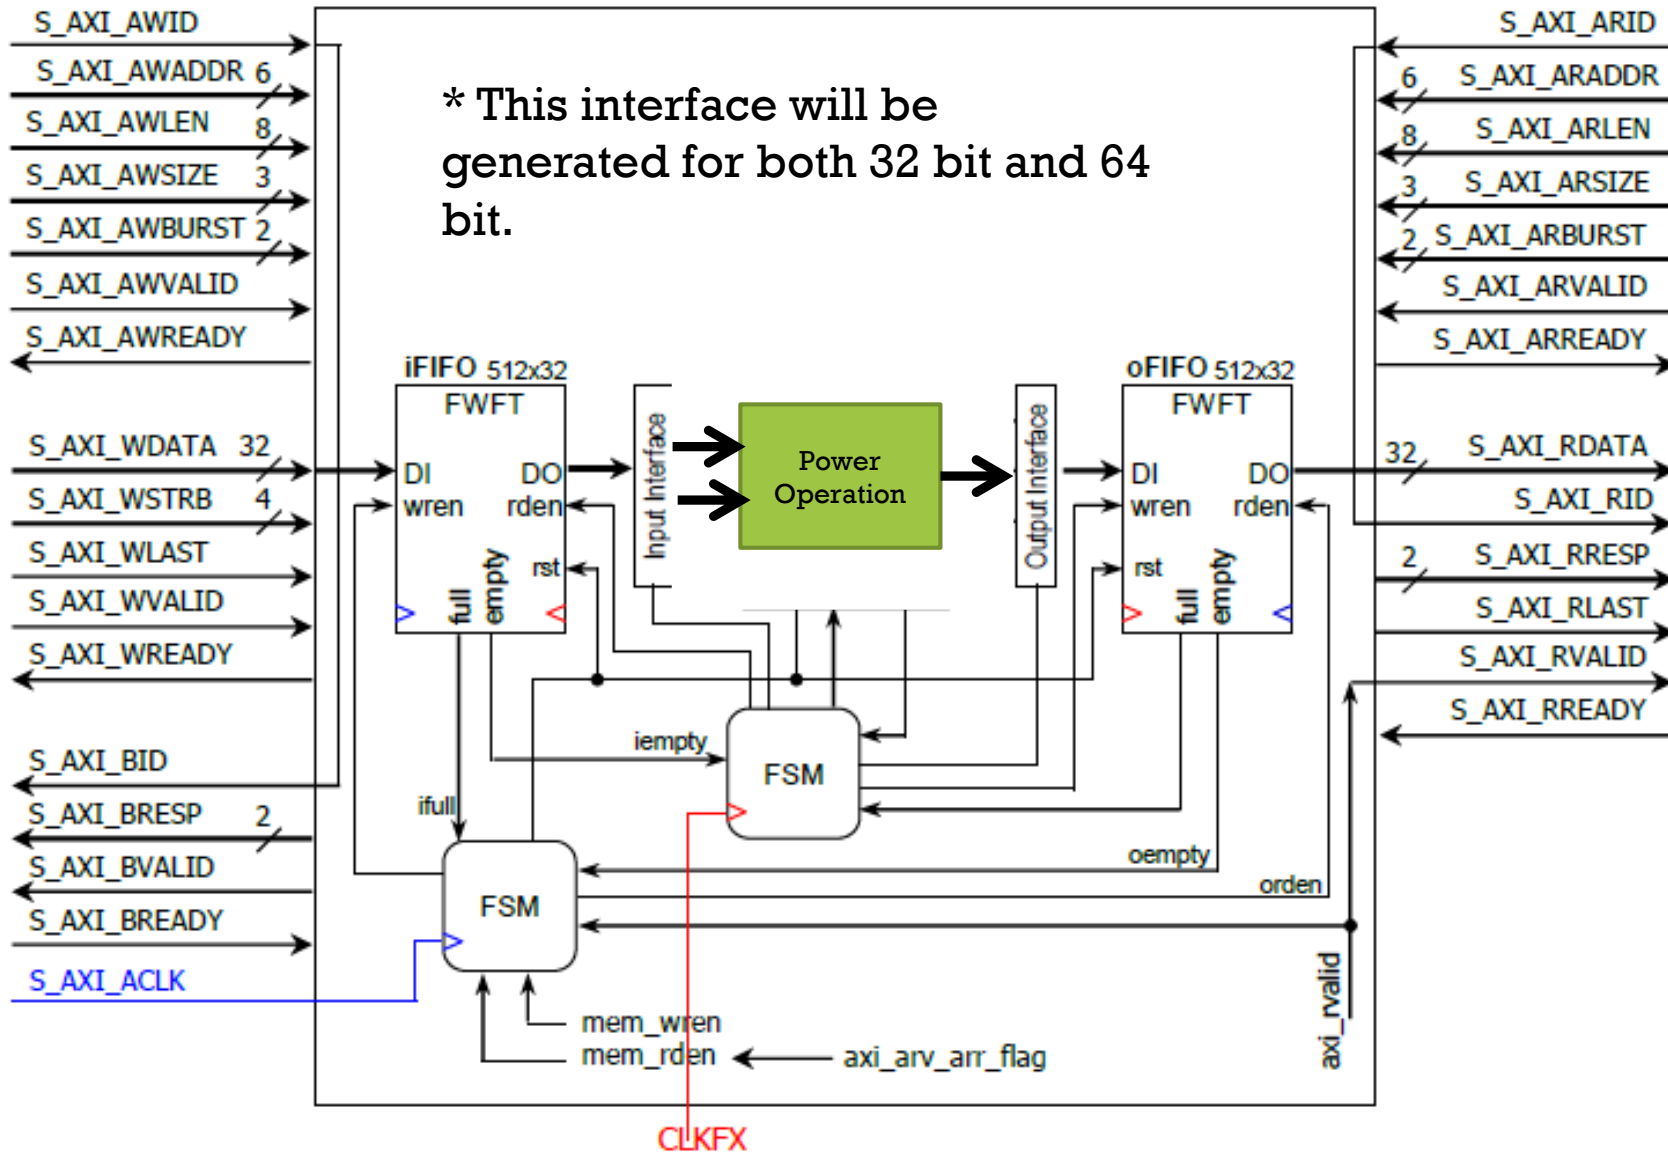 S_AXI_AWID
S_AXI_AWADDR 6
S_AXI_AWLEN 8
S_AXI_AWSIZE 3
S_AXI_AWBURST 2
S_AXI_AWVALID
S_AXI_AWREADY
S_AXI_WDATA 32
S_AXI_WSTRB 4
S_AXI_WLAST
S_AXI_WVALID
S_AXI_WREADY
S_AXI_BID
S_AXI_BRESP 2
S_AXI_BVALID
S_AXI_BREADY
S_AXI_ACLK
* This interface will be
generated for both 32 bit and 64
bit.
iFIFO 512x32
FWFT
DI DO
wren rden
rst
full
empty
Input Interface
Power
Operation
Output Interface
oFIFO 512x32
FWFT
DI DO
wren rden
rst
full
empty
iempty
FSM
ifull
FSM
oempty
orden
mem_wren
mem_rden
axi_arv_arr_flag
axi_rvalid
CLKFX
S_AXI_ARID
6 S_AXI_ARADDR
8 S_AXI_ARLEN
3 S_AXI_ARSIZE
2 S_AXI_ARBURST
S_AXI_ARVALID
S_AXI_ARREADY
32 S_AXI_RDATA
S_AXI_RID
2 S_AXI_RRESP
S_AXI_RLAST
S_AXI_RVALID
S_AXI_RREADY